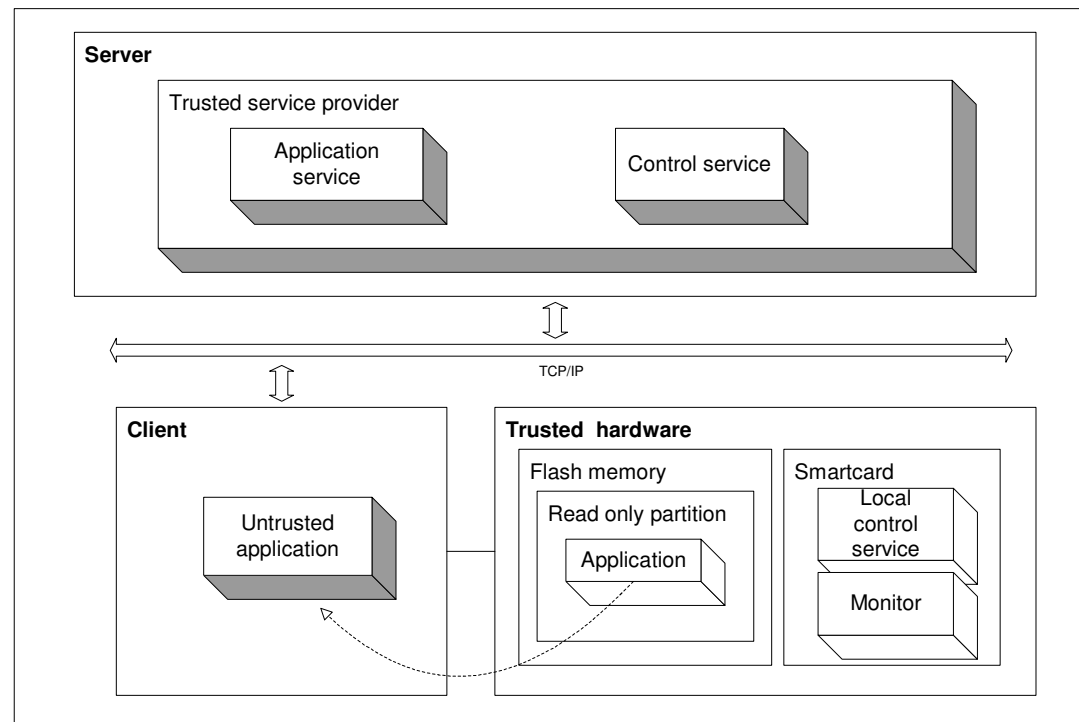 Server
Trusted service provider
Application
service
Control service
TCP/IP
Client
Untrusted
application
Trusted hardware
Flash memory
Read only partition
Application
Smartcard
Local
control
service
Monitor